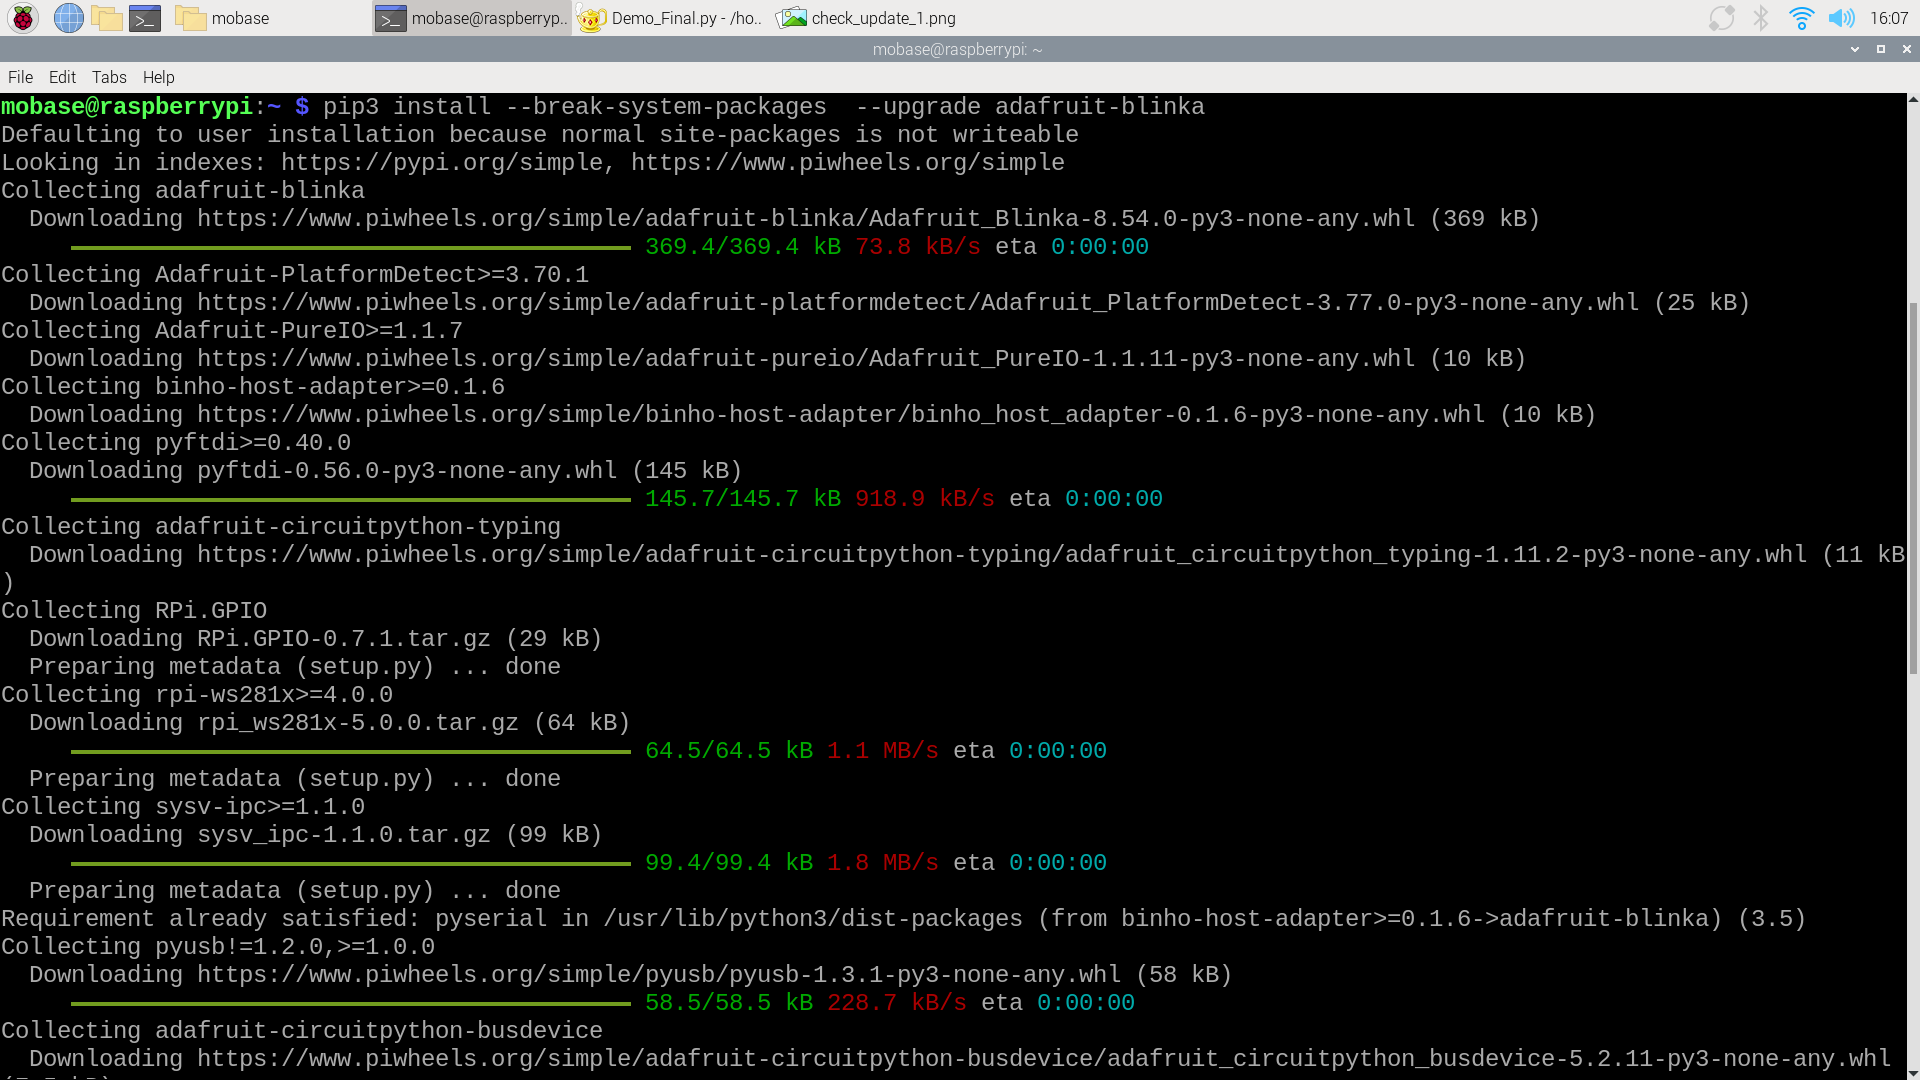 mobase
mobase@raspberryp..
Demo_Final.py - /ho..
check_update_1.png
16:07
mobase@raspberrypi: ~
File Edit Tabs Help
mobase@raspberrypi:~ $ pip3 install --break-system-packages  --upgrade adafruit-blinka
Defaulting to user installation because normal site-packages is not writeable
Looking in indexes: https://pypi.org/simple, https://www.piwheels.org/simple
Collecting adafruit-blinka
  Downloading https://www.piwheels.org/simple/adafruit-blinka/Adafruit_Blinka-8.54.0-py3-none-any.whl (369 kB)
369.4/369.4 kB 73.8 kB/s eta 0:00:00
Collecting Adafruit-PlatformDetect>=3.70.1
  Downloading https://www.piwheels.org/simple/adafruit-platformdetect/Adafruit_PlatformDetect-3.77.0-py3-none-any.whl (25 kB)
Collecting Adafruit-PureIO>=1.1.7
  Downloading https://www.piwheels.org/simple/adafruit-pureio/Adafruit_PureIO-1.1.11-py3-none-any.whl (10 kB)
Collecting binho-host-adapter>=0.1.6
  Downloading https://www.piwheels.org/simple/binho-host-adapter/binho_host_adapter-0.1.6-py3-none-any.whl (10 kB)
Collecting pyftdi>=0.40.0
  Downloading pyftdi-0.56.0-py3-none-any.whl (145 kB)
145.7/145.7 kB 918.9 kB/s eta 0:00:00
Collecting adafruit-circuitpython-typing
  Downloading https://www.piwheels.org/simple/adafruit-circuitpython-typing/adafruit_circuitpython_typing-1.11.2-py3-none-any.whl (11 kB
)
Collecting RPi.GPIO
  Downloading RPi.GPIO-0.7.1.tar.gz (29 kB)
  Preparing metadata (setup.py) ... done
Collecting rpi-ws281x>=4.0.0
  Downloading rpi_ws281x-5.0.0.tar.gz (64 kB)
64.5/64.5 kB 1.1 MB/s eta 0:00:00
  Preparing metadata (setup.py) ... done
Collecting sysv-ipc>=1.1.0
  Downloading sysv_ipc-1.1.0.tar.gz (99 kB)
99.4/99.4 kB 1.8 MB/s eta 0:00:00
  Preparing metadata (setup.py) ... done
Requirement already satisfied: pyserial in /usr/lib/python3/dist-packages (from binho-host-adapter>=0.1.6->adafruit-blinka) (3.5)
Collecting pyusb!=1.2.0,>=1.0.0
  Downloading https://www.piwheels.org/simple/pyusb/pyusb-1.3.1-py3-none-any.whl (58 kB)
58.5/58.5 kB 228.7 kB/s eta 0:00:00
Collecting adafruit-circuitpython-busdevice
  Downloading https://www.piwheels.org/simple/adafruit-circuitpython-busdevice/adafruit_circuitpython_busdevice-5.2.11-py3-none-any.whl